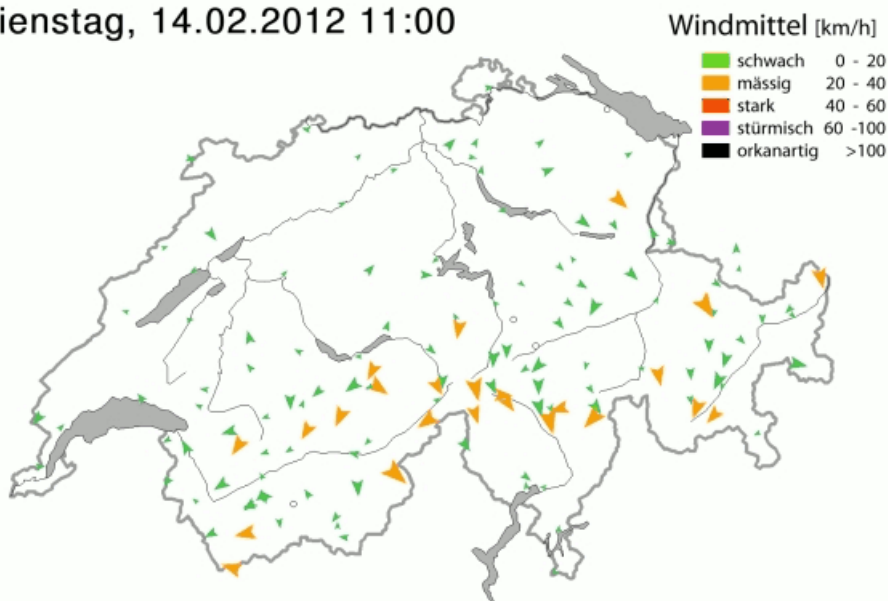 ienstag, 14.02.2012 11:00
Windmittel [km/h]
schwach 0 - 20
mässig 20 - 40
stark 40 - 60
stürmisch 60 -100
orkanartig >100